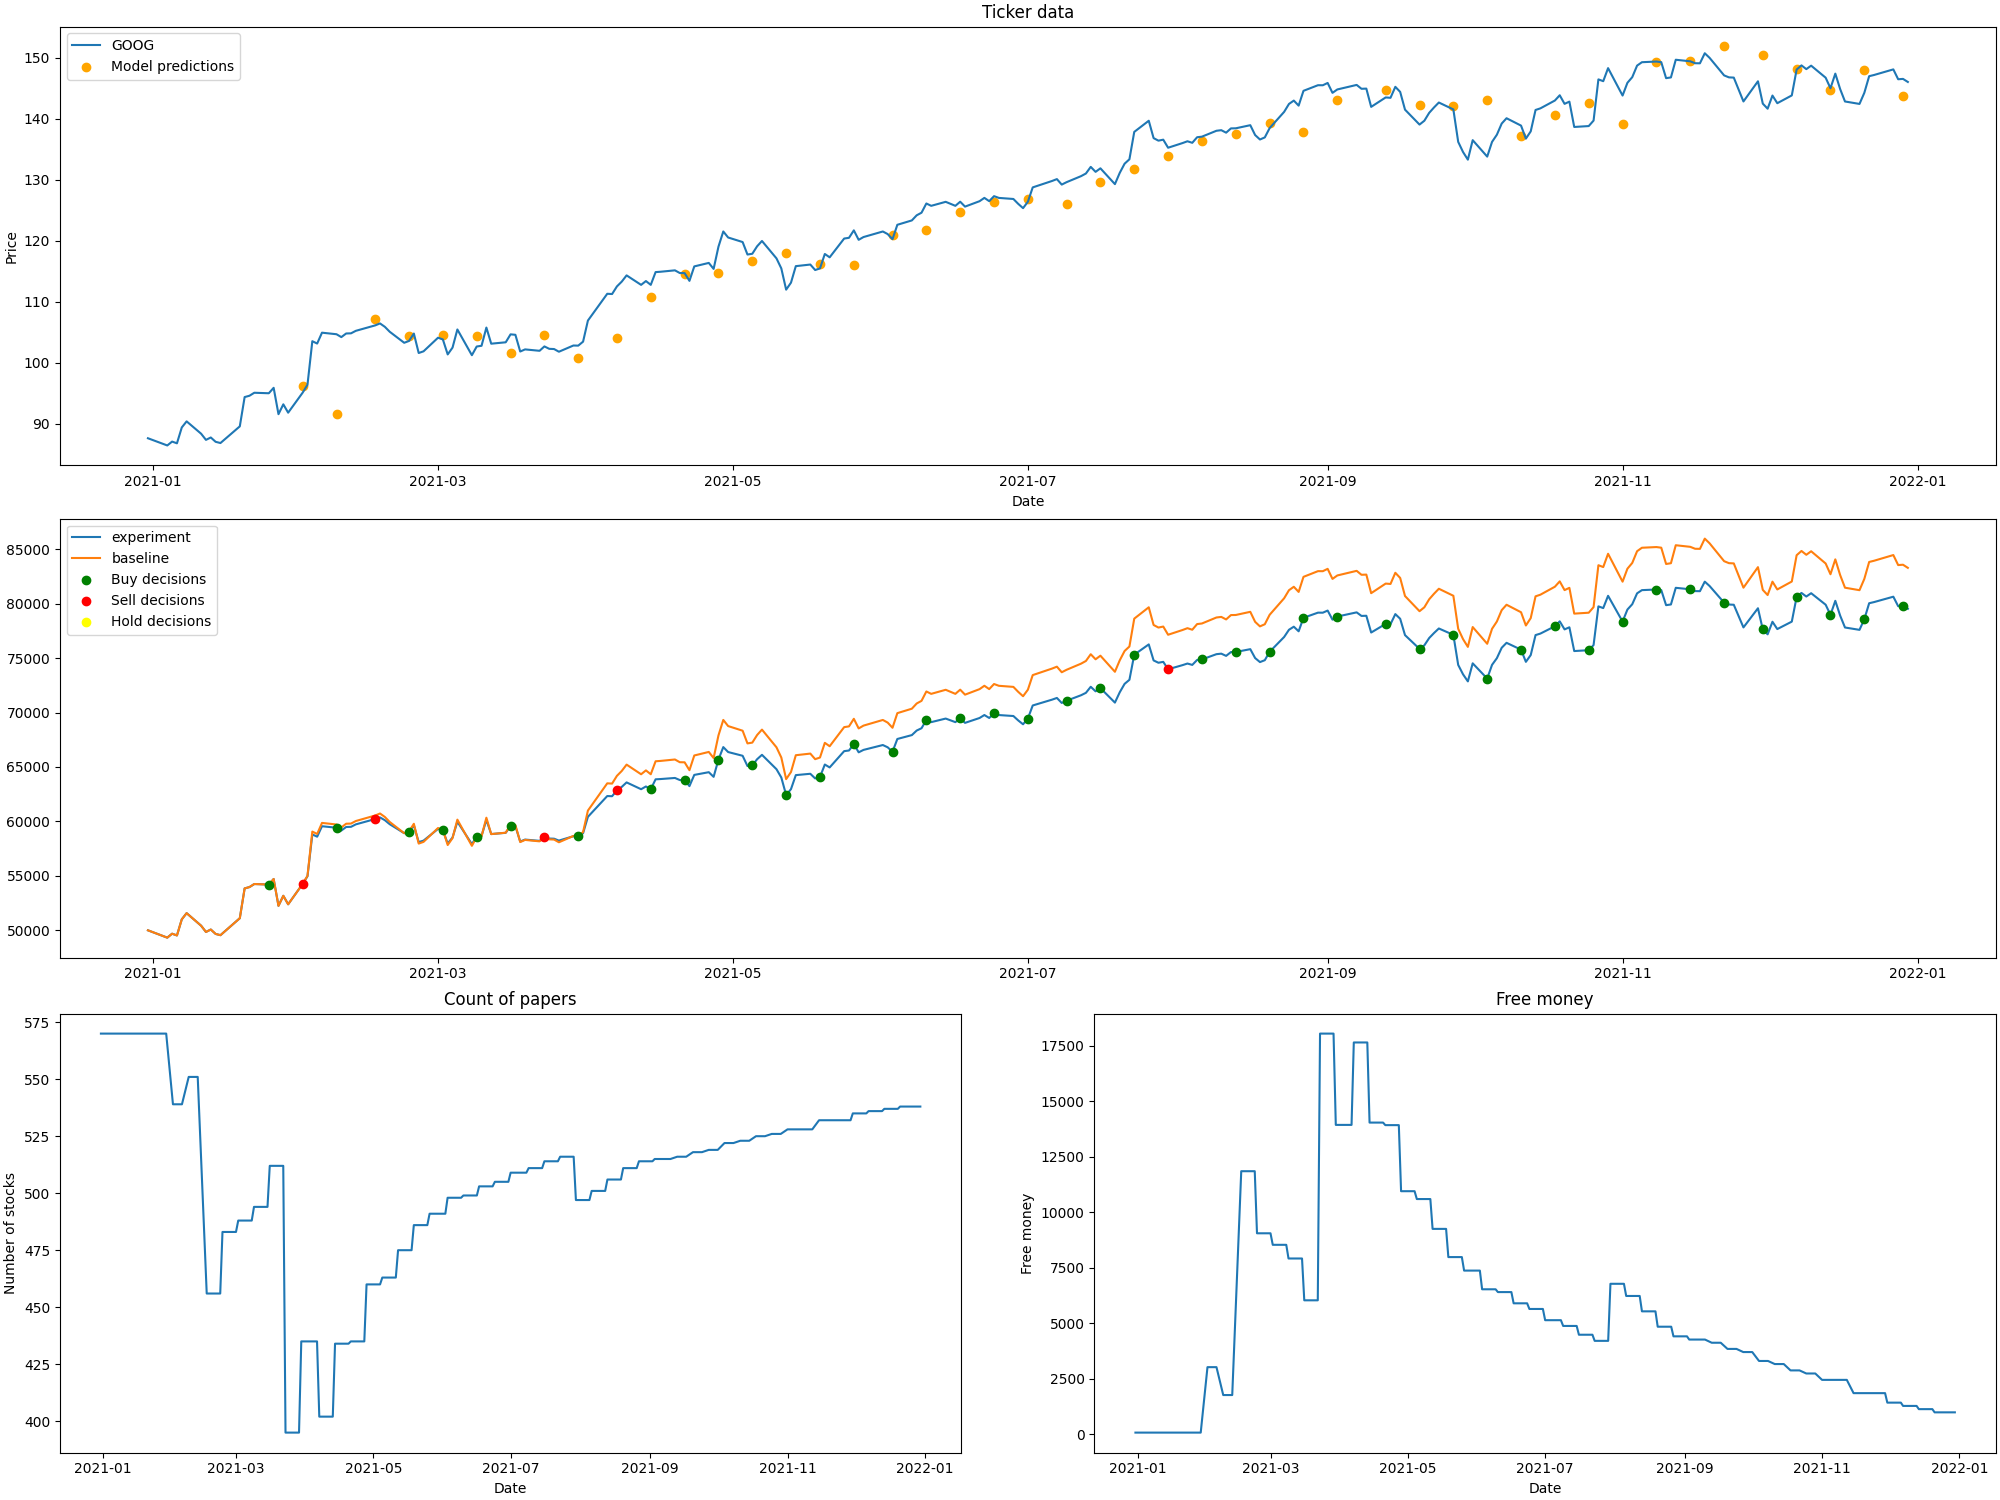 Ticker data
GOOG
Model predictions
150
140
130
120
110
100
90
Price
2021-01 2021-03 2021-05 2021-07 2021-09 2021-11 2022-01
Date
experiment
baseline
Buy decisions
Sell decisions
Hold decisions
85000
80000
75000
70000
65000
60000
55000
50000
2021-01 2021-03 2021-05 2021-07 2021-09 2021-11 2022-01
Count of papers
575
550
525
500
475
450
425
400
Number of stocks
2021-01 2021-03 2021-05 2021-07 2021-09 2021-11 2022-01
Date
Free money
17500
15000
12500
10000
7500
5000
2500
0
Free money
2021-01 2021-03 2021-05 2021-07 2021-09 2021-11 2022-01
Date